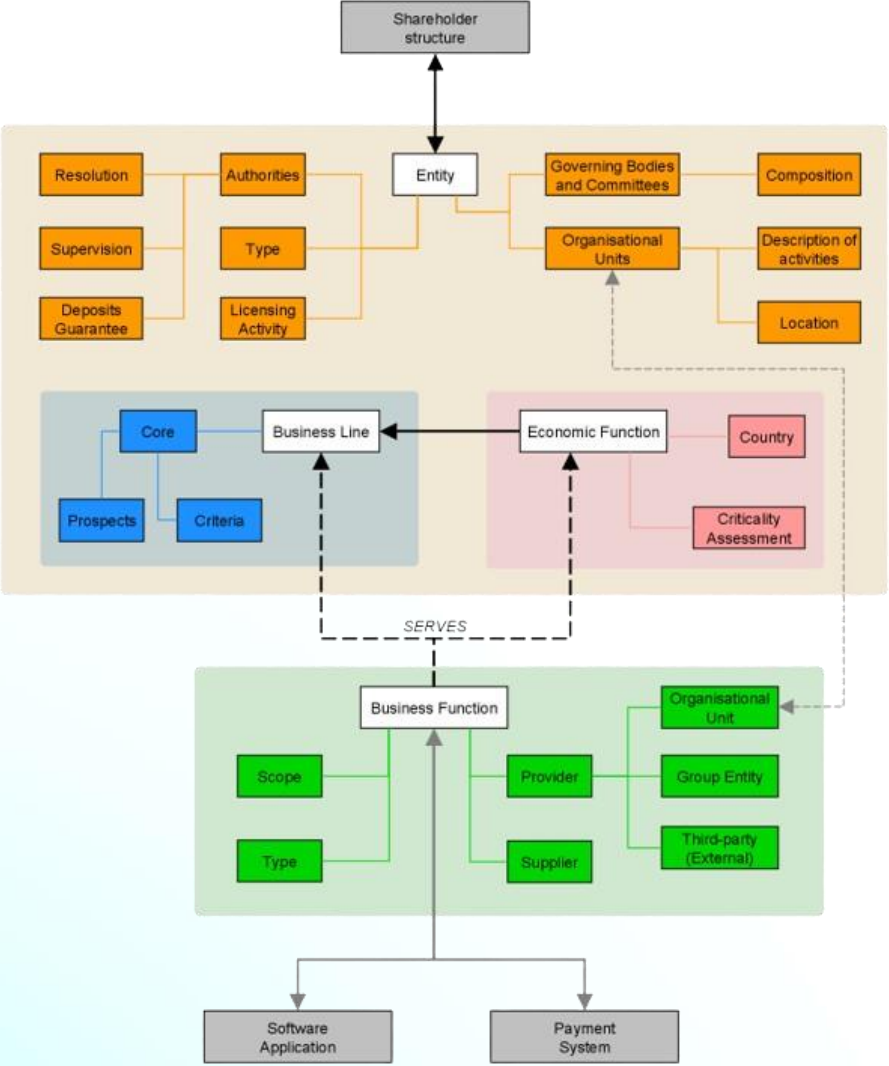 Shareholder
structure
Resolution
Authorities
Entity
Governing Bodies
and Committees
Composition
Supervision
Type
Organisational
Units
Description of
activities
Deposits
Guarantee
Licensing
Activity
Location
Core
Business Line
Economic Function
Country
Prospects
Criteria
Criticality
Assessment
SERVES
Business Function
Organisational
Unit
Scope
Provider
Group Entity
Type
Supplier
Third-party
(External)
Software
Application
Payment
System